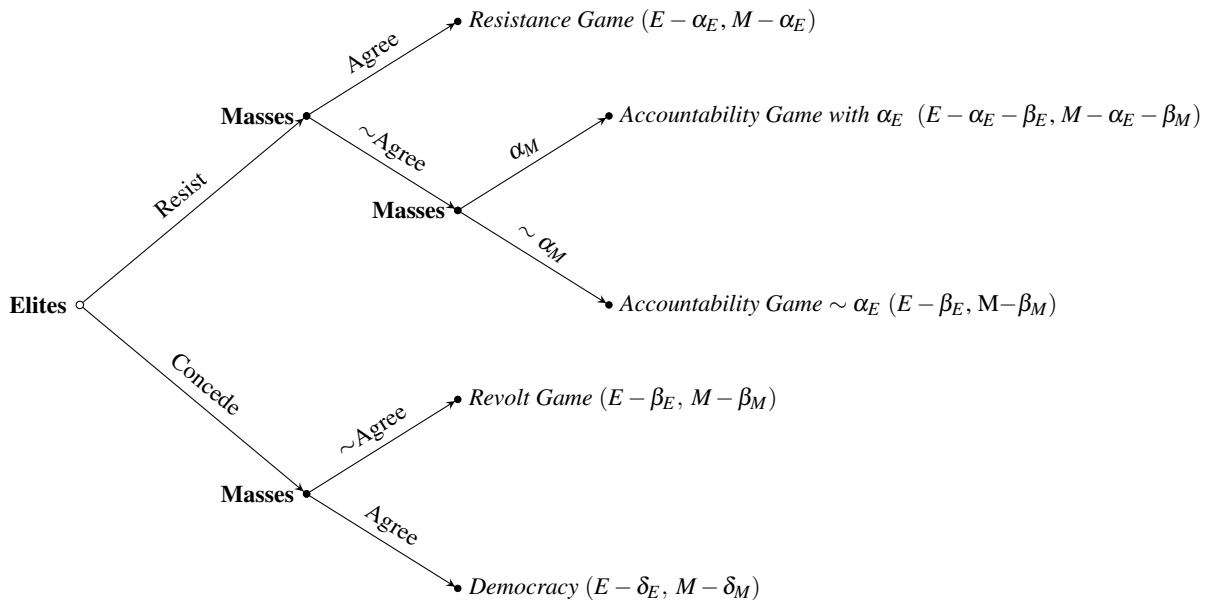 Resistance Game (E − α_E, M − α_E)
Agree
Masses
Accountability Game with α_E (E − α_E − β_E, M − α_E − β_M)
~Agree
α_M
Resist
Masses
~ α_M
Elites
Accountability Game ~ α_E (E − β_E, M−β_M)
Concede
Revolt Game (E − β_E, M − β_M)
~Agree
Masses
Agree
Democracy (E − δ_E, M − δ_M)